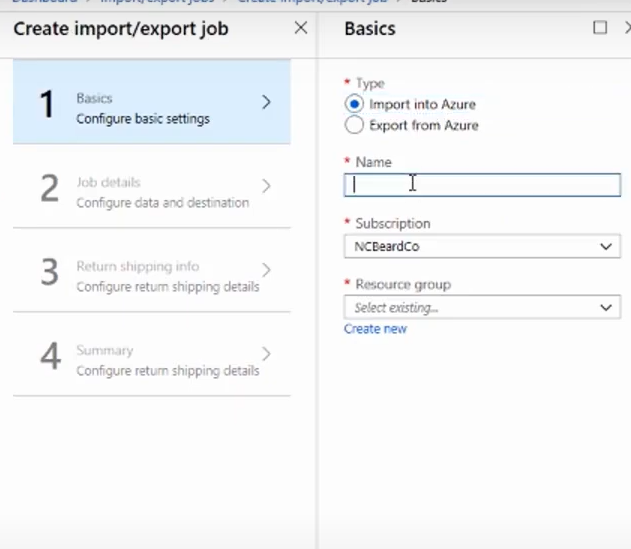 Dashboard > Import/export jobs > Create import/export job > Basics
Create import/export job
1
Basics
Configure basic settings
2
Job details
Configure data and destination
3
Return shipping info
Configure return shipping details
4
Summary
Configure return shipping details
Basics
* Type
Import into Azure
Export from Azure
* Name
* Subscription
NCBeardCo
* Resource group
Select existing...
Create new